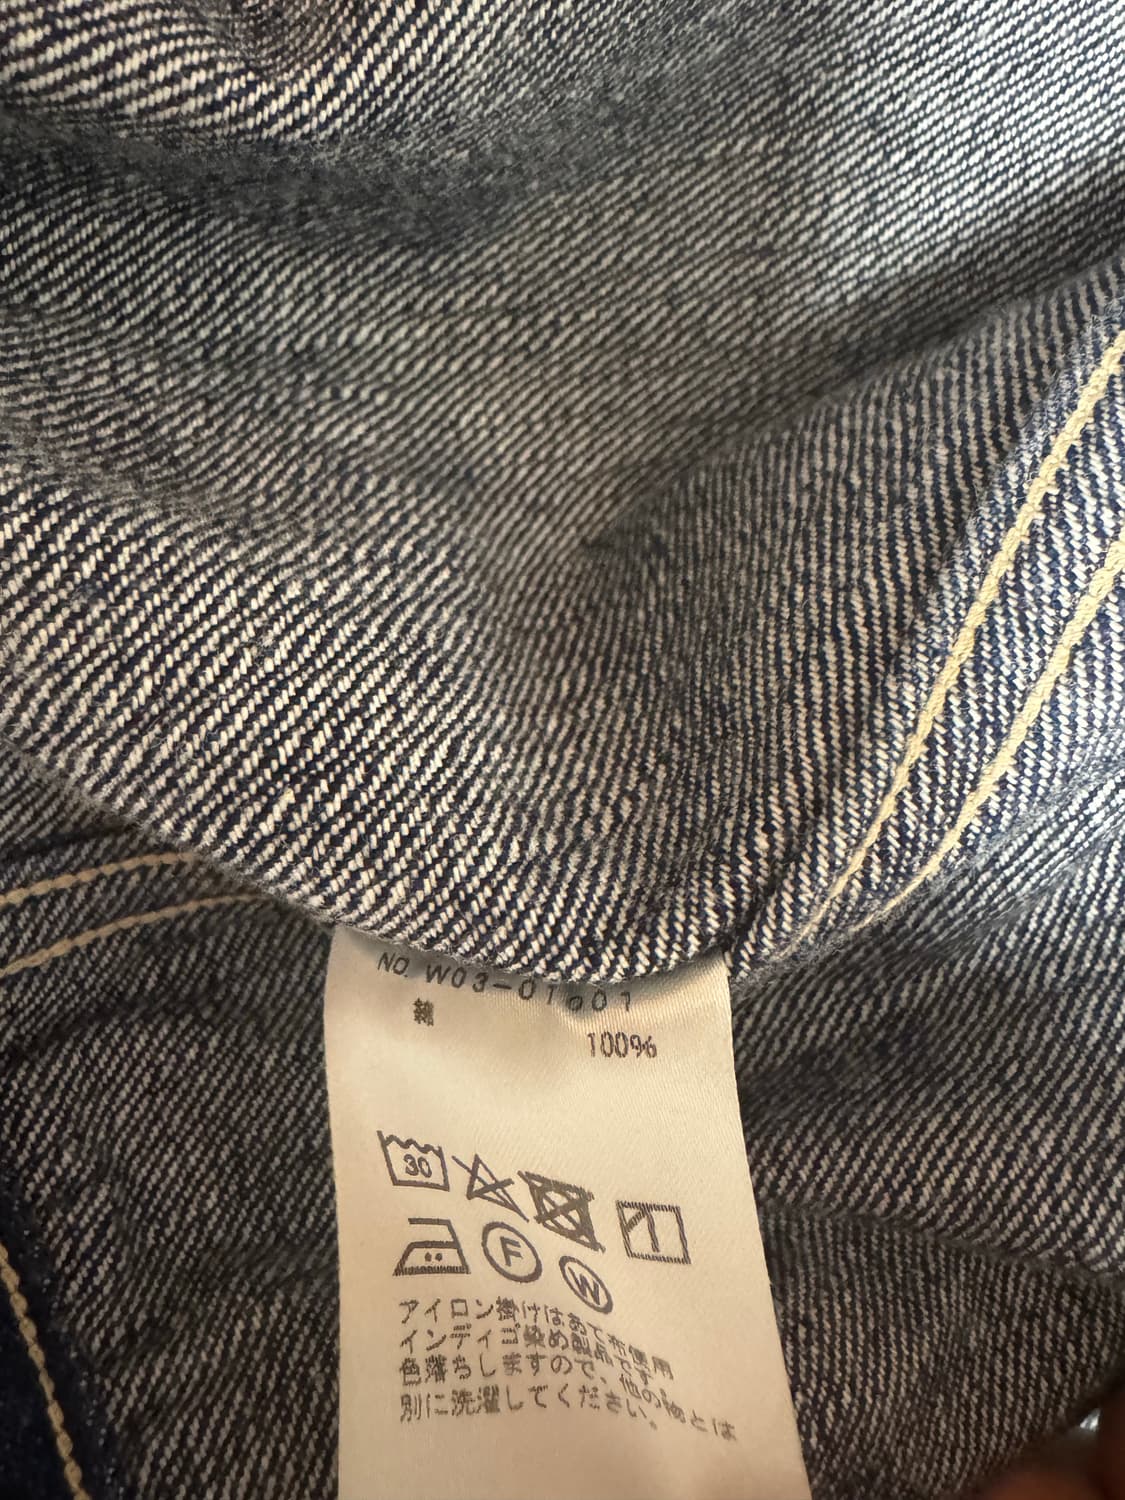 NO. W03-01001
綿 100%
30
F W
アイロン掛けはあて布使用
インディゴ染め製品です。
色落ちしますので、他の物とは
別に洗濯してください。